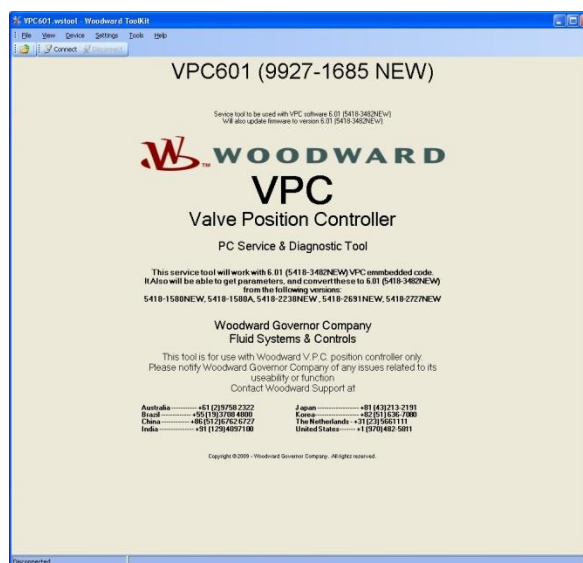 VPC601.wstool - Woodward ToolKit
File View Device Settings Tools Help
Connect Disconnect
VPC601 (9927-1685 NEW)
Sevice tool to be used with VPC software 6.01 (5418-3482NEW)
Will also update firmware to version 6.01 (5418-3482NEW)
WOODWARD
TM
VPC
Valve Position Controller
PC Service & Diagnostic Tool
This service tool will work with 6.01 (5418-3482NEW) VPC emmbedded code.
It Also will be able to get parameters, and convert these to 6.01 (5418-3482NEW)
from the following versions:
5418-1580NEW, 5418-1580A, 5418-2238NEW , 5418-2691NEW, 5418-2727NEW
Woodward Governor Company
Fluid Systems & Controls
This tool is for use with Woodward V.P.C. position controller only.
Please notify Woodward Governor Company of any issues related to its
useability or function
Contact Woodward Support at
Australia ----------- +61 (2) 9758 2322
Brazil ------------- +55 (19) 3708 4800
China ------------ +86 (512) 6762 6727
India ------------- +91 (129) 4097100
Japan ---------------- +81 (43) 213-2191
Korea ---------------- +82 (51) 636-7080
The Netherlands - +31 (23) 5661111
United States ------- +1 (970) 482-5811
Copyright © 2009 - Woodward Governor Company. All rights reserved.
Disconnected